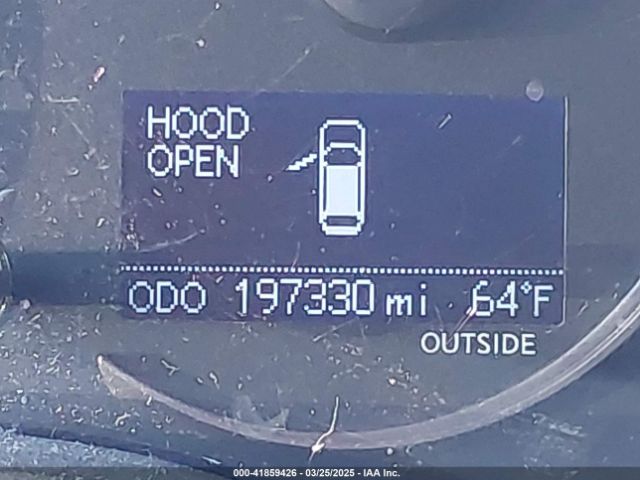 HOOD
OPEN
ODO 197330 mi 64°F
OUTSIDE
000-41859426 - 03/25/2025 - IAA Inc.